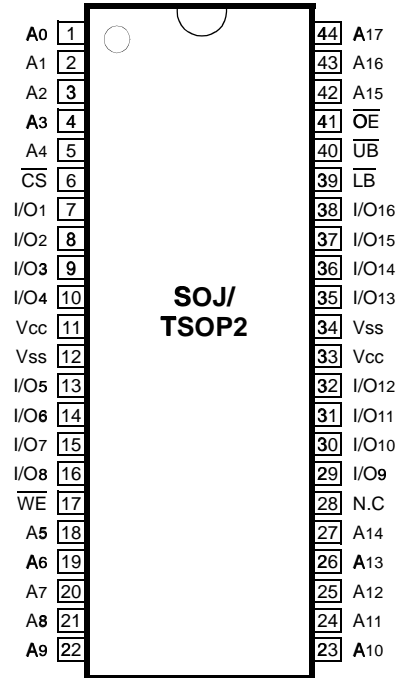 A0 1 44 A17
A1 2 43 A16
A2 3 42 A15
A3 4 41 OE
A4 5 40 UB
CS 6 39 LB
I/O1 7 38 I/O16
I/O2 8 37 I/O15
I/O3 9 36 I/O14
I/O4 10 35 I/O13
Vcc 11 34 Vss
Vss 12 33 Vcc
I/O5 13 32 I/O12
I/O6 14 31 I/O11
I/O7 15 30 I/O10
I/O8 16 29 I/O9
WE 17 28 N.C
A5 18 27 A14
A6 19 26 A13
A7 20 25 A12
A8 21 24 A11
A9 22 23 A10
SOJ/
TSOP2